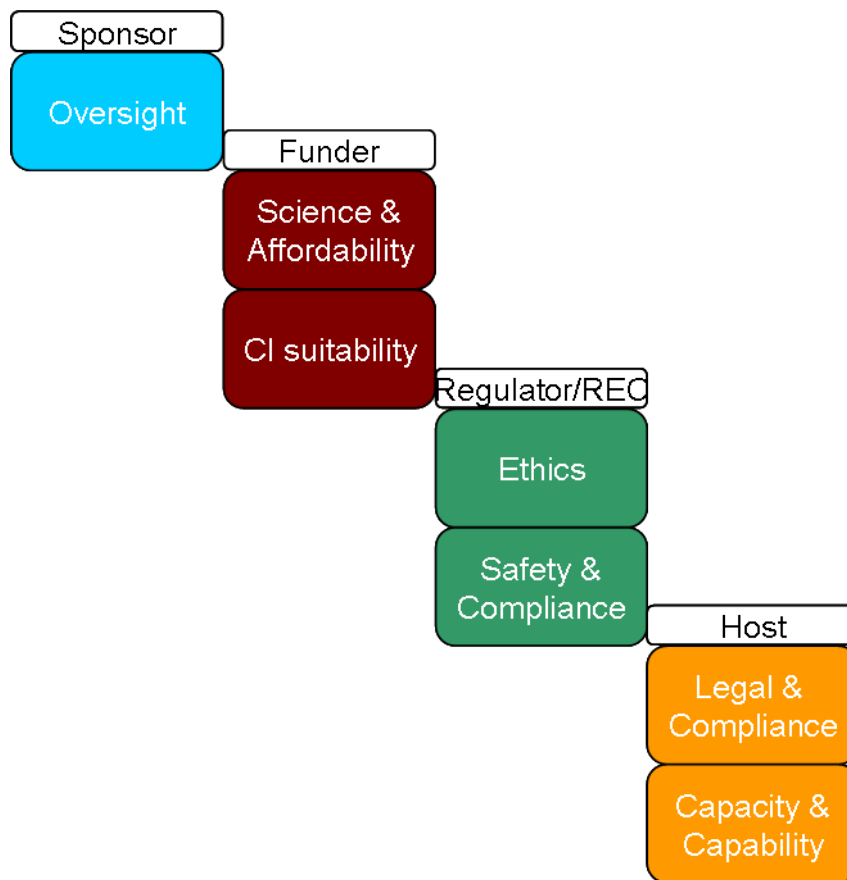 Sponsor
Oversight
Funder
Science &
Affordability
CI suitability
Regulator/REC
Ethics
Safety &
Compliance
Host
Legal &
Compliance
Capacity &
Capability